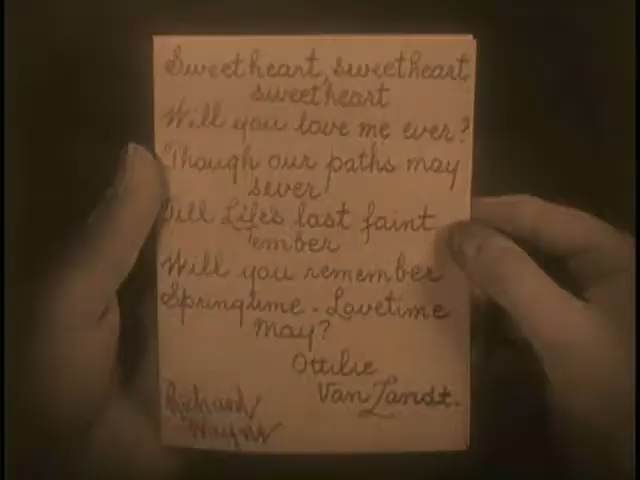 Sweetheart, sweetheart
sweetheart
Will you love me ever?
Though our paths may
sever
Till Life's last faint
ember
Will you remember
Springtime - Lovetime
May?
Ottilie
Van Zandt.
Richard
Wayne